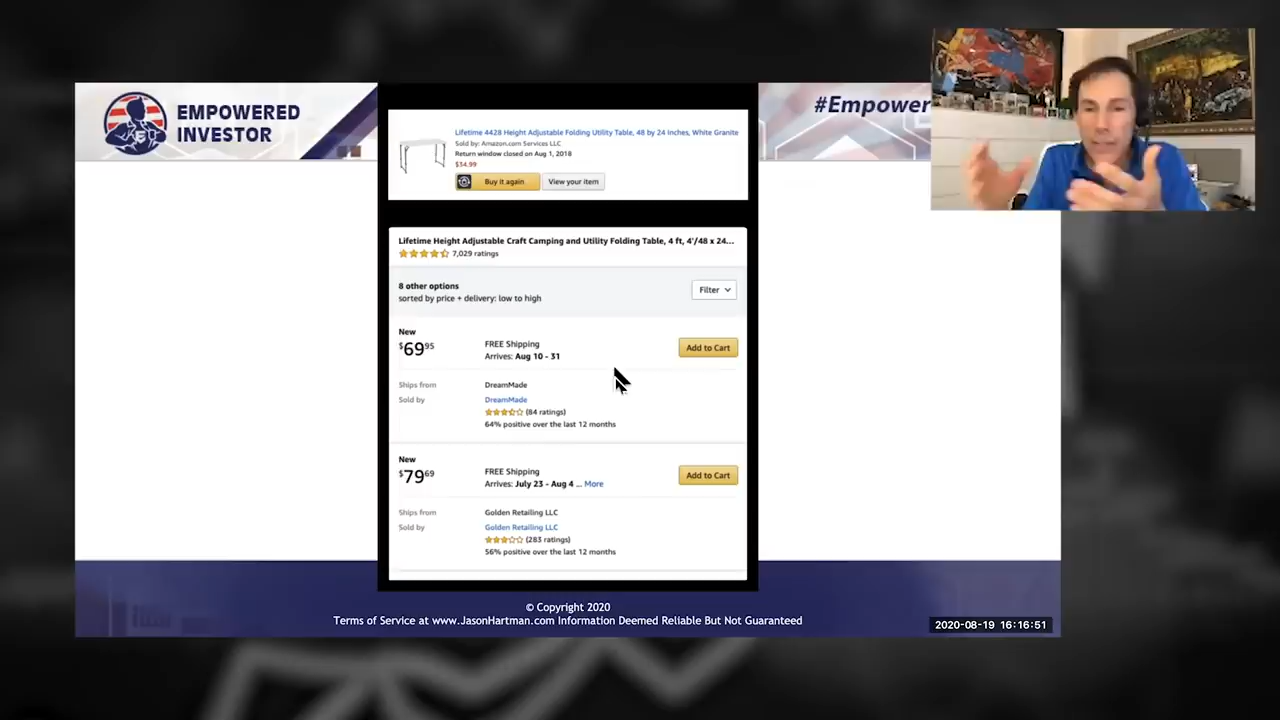 EMPOWERED
INVESTOR
#Empower
Lifetime 4428 Height Adjustable Folding Utility Table, 48 by 24 Inches, White Granite
Sold by: Amazon.com Services LLC
Return window closed on Aug 1, 2018
$34.99
Buy it again
View your item
Lifetime Height Adjustable Craft Camping and Utility Folding Table, 4 ft, 4'/48 x 24...
7,029 ratings
8 other options
sorted by price + delivery: low to high
Filter
New
$6995
FREE Shipping
Arrives: Aug 10 - 31
Add to Cart
Ships from
DreamMade
Sold by
DreamMade
(84 ratings)
64% positive over the last 12 months
New
$7969
FREE Shipping
Arrives: July 23 - Aug 4 ... More
Add to Cart
Ships from
Golden Retailing LLC
Sold by
Golden Retailing LLC
(283 ratings)
56% positive over the last 12 months
© Copyright 2020
Terms of Service at www.JasonHartman.com Information Deemed Reliable But Not Guaranteed
2020-08-19 16:16:51